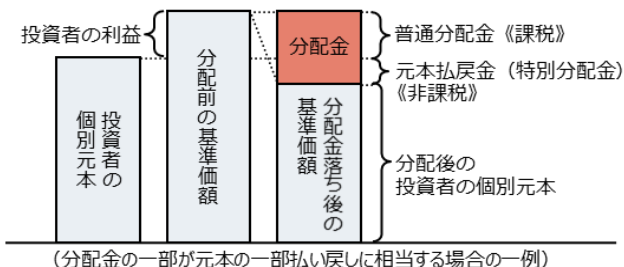 投資者の利益
分配金
普通分配金《課税》
元本払戻金（特別分配金）
《非課税》
投資者の
個別元本
分配前の基準価額
分配金落ち後の
基準価額
分配後の
投資者の個別元本
（分配金の一部が元本の一部払い戻しに相当する場合の一例）